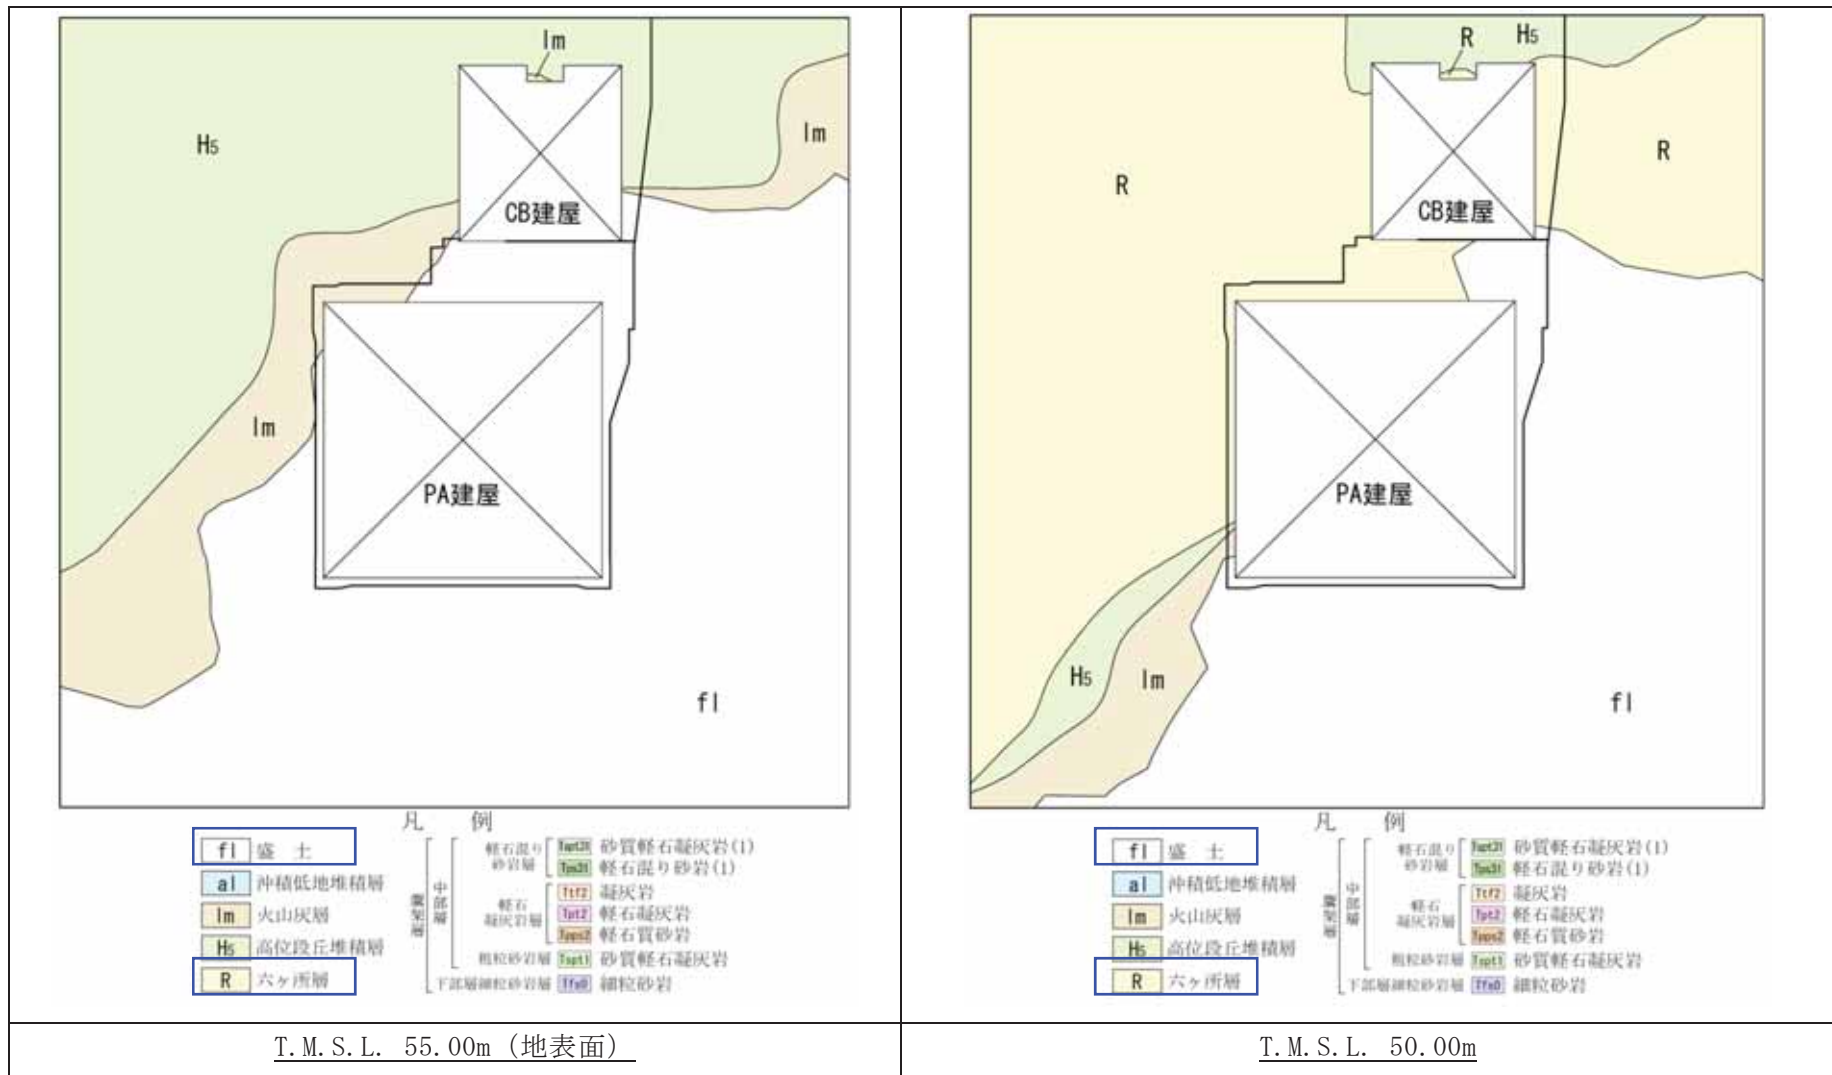 lm
H5
lm
CB建屋
lm
PA建屋
fl
凡 例
fl 盛 土
al 沖積低地堆積層
lm 火山灰層
H5 高位段丘堆積層
R 六ヶ所層
鷹架層
中部層
軽石混り砂岩層
Tspt31 砂質軽石凝灰岩(1)
Tps31 軽石混り砂岩(1)
軽石凝灰岩層
Ttf2 凝灰岩
Tpt2 軽石凝灰岩
Tpps2 軽石質砂岩
粗粒砂岩層
Tspt1 砂質軽石凝灰岩
下部層細粒砂岩層
Tfs0 細粒砂岩
T.M.S.L. 55.00m (地表面)
R
H5
R
R
CB建屋
PA建屋
H5
lm
fl
凡 例
fl 盛 土
al 沖積低地堆積層
lm 火山灰層
H5 高位段丘堆積層
R 六ヶ所層
鷹架層
中部層
軽石混り砂岩層
Tspt31 砂質軽石凝灰岩(1)
Tps31 軽石混り砂岩(1)
軽石凝灰岩層
Ttf2 凝灰岩
Tpt2 軽石凝灰岩
Tpps2 軽石質砂岩
粗粒砂岩層
Tspt1 砂質軽石凝灰岩
下部層細粒砂岩層
Tfs0 細粒砂岩
T.M.S.L. 50.00m